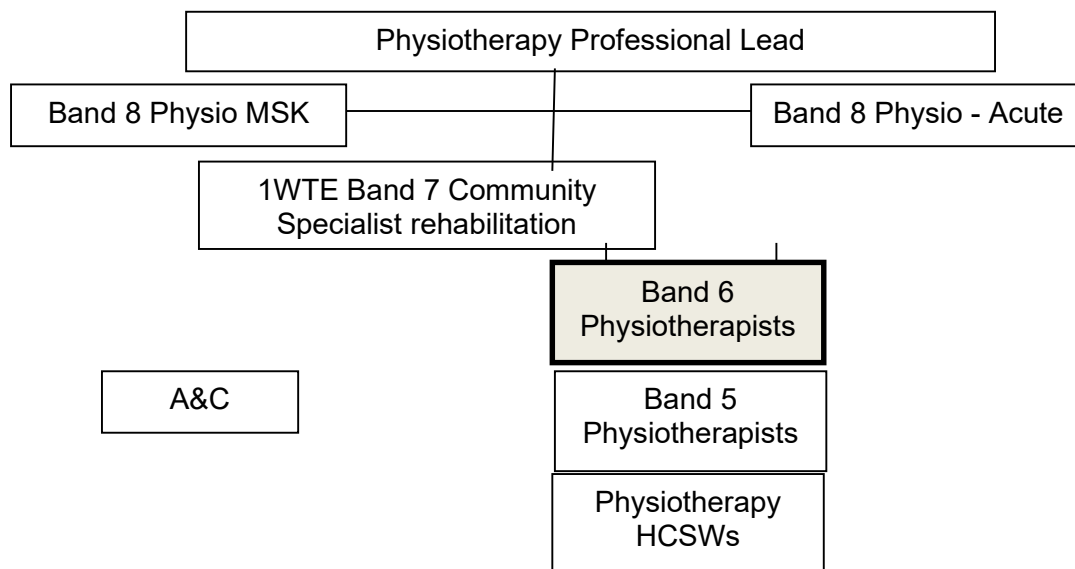 Physiotherapy Professional Lead
Band 8 Physio MSK
Band 8 Physio - Acute
1WTE Band 7 Community
Specialist rehabilitation
Band 6
Physiotherapists
A&C
Band 5
Physiotherapists
Physiotherapy
HCSWs